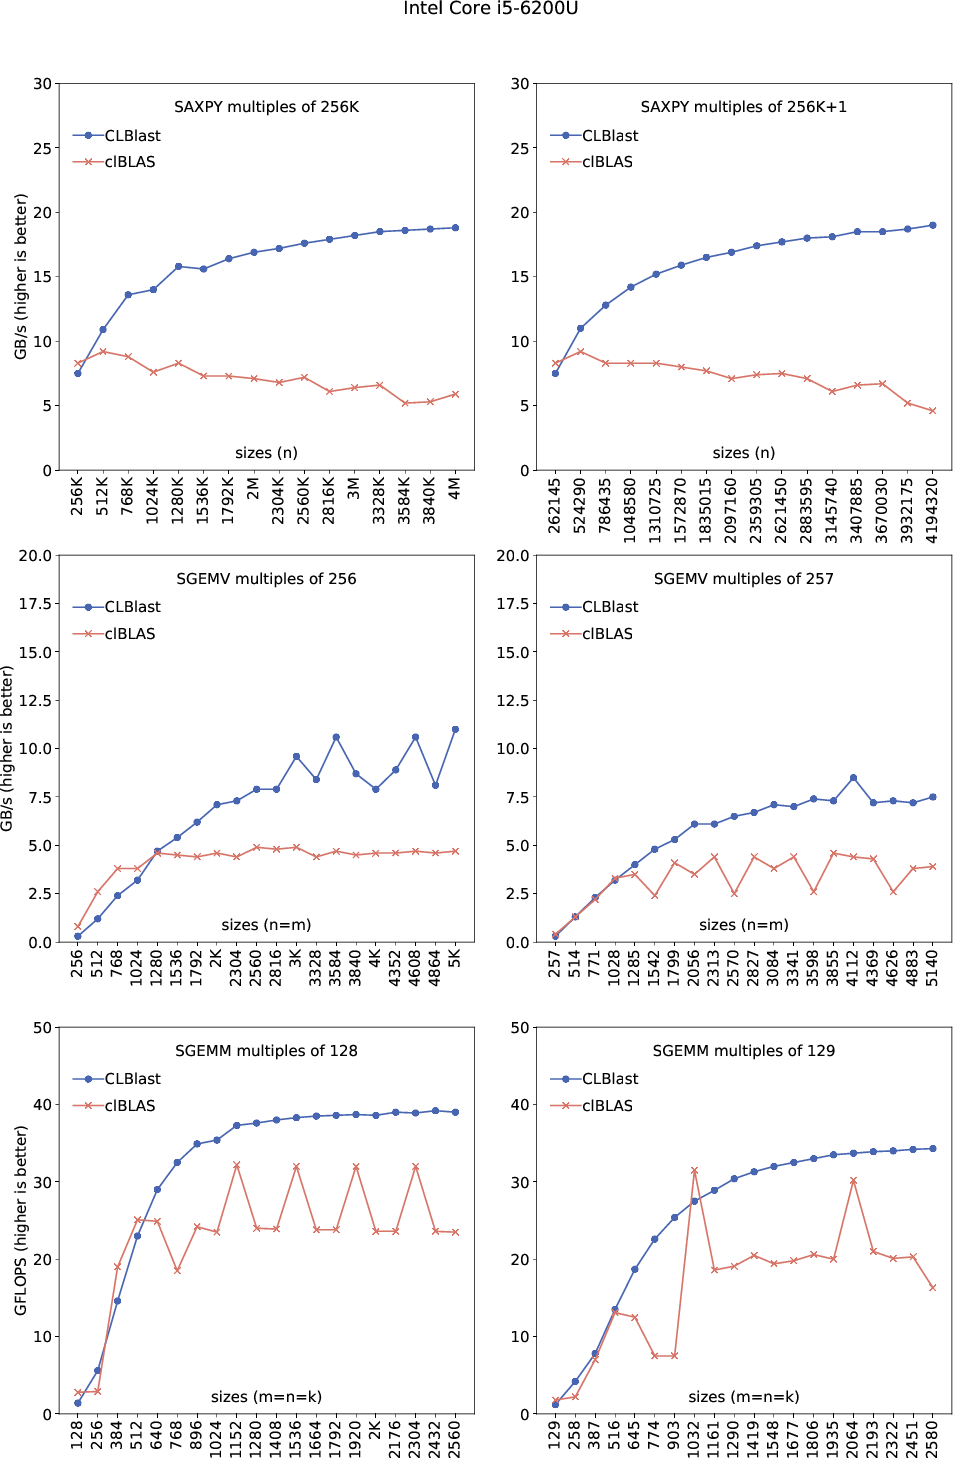 Intel Core i5-6200U
SAXPY multiples of 256K
CLBlast
clBLAS
GB/s (higher is better)
30
25
20
15
10
5
0
sizes (n)
256K 512K 768K 1024K 1280K 1536K 1792K 2M 2304K 2560K 2816K 3M 3328K 3584K 3840K 4M
SAXPY multiples of 256K+1
CLBlast
clBLAS
30
25
20
15
10
5
0
sizes (n)
262145 524290 786435 1048580 1310725 1572870 1835015 2097160 2359305 2621450 2883595 3145740 3407885 3670030 3932175 4194320
SGEMV multiples of 256
CLBlast
clBLAS
GB/s (higher is better)
20.0
17.5
15.0
12.5
10.0
7.5
5.0
2.5
0.0
sizes (n=m)
256 512 768 1024 1280 1536 1792 2K 2304 2560 2816 3K 3328 3584 3840 4K 4352 4608 4864 5K
SGEMV multiples of 257
CLBlast
clBLAS
20.0
17.5
15.0
12.5
10.0
7.5
5.0
2.5
0.0
sizes (n=m)
257 514 771 1028 1285 1542 1799 2056 2313 2570 2827 3084 3341 3598 3855 4112 4369 4626 4883 5140
SGEMM multiples of 128
CLBlast
clBLAS
GFLOPS (higher is better)
50
40
30
20
10
0
sizes (m=n=k)
128 256 384 512 640 768 896 1024 1152 1280 1408 1536 1664 1792 1920 2K 2176 2304 2432 2560
SGEMM multiples of 129
CLBlast
clBLAS
50
40
30
20
10
0
sizes (m=n=k)
129 258 387 516 645 774 903 1032 1161 1290 1419 1548 1677 1806 1935 2064 2193 2322 2451 2580